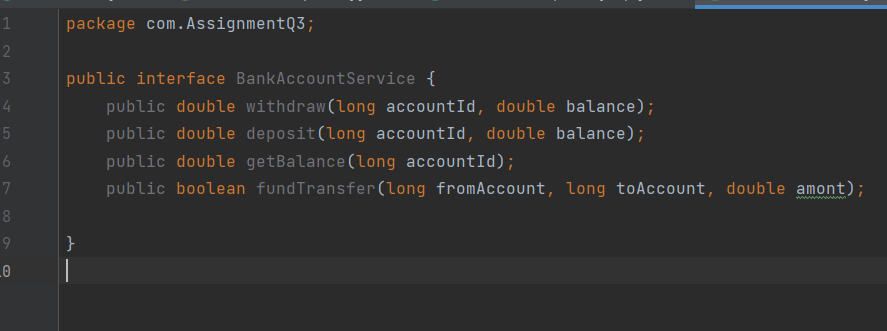 1 package com.AssignmentQ3;
2
3 public interface BankAccountService {
4     public double withdraw(long accountId, double balance);
5     public double deposit(long accountId, double balance);
6     public double getBalance(long accountId);
7     public boolean fundTransfer(long fromAccount, long toAccount, double amont);
8
9 }
10